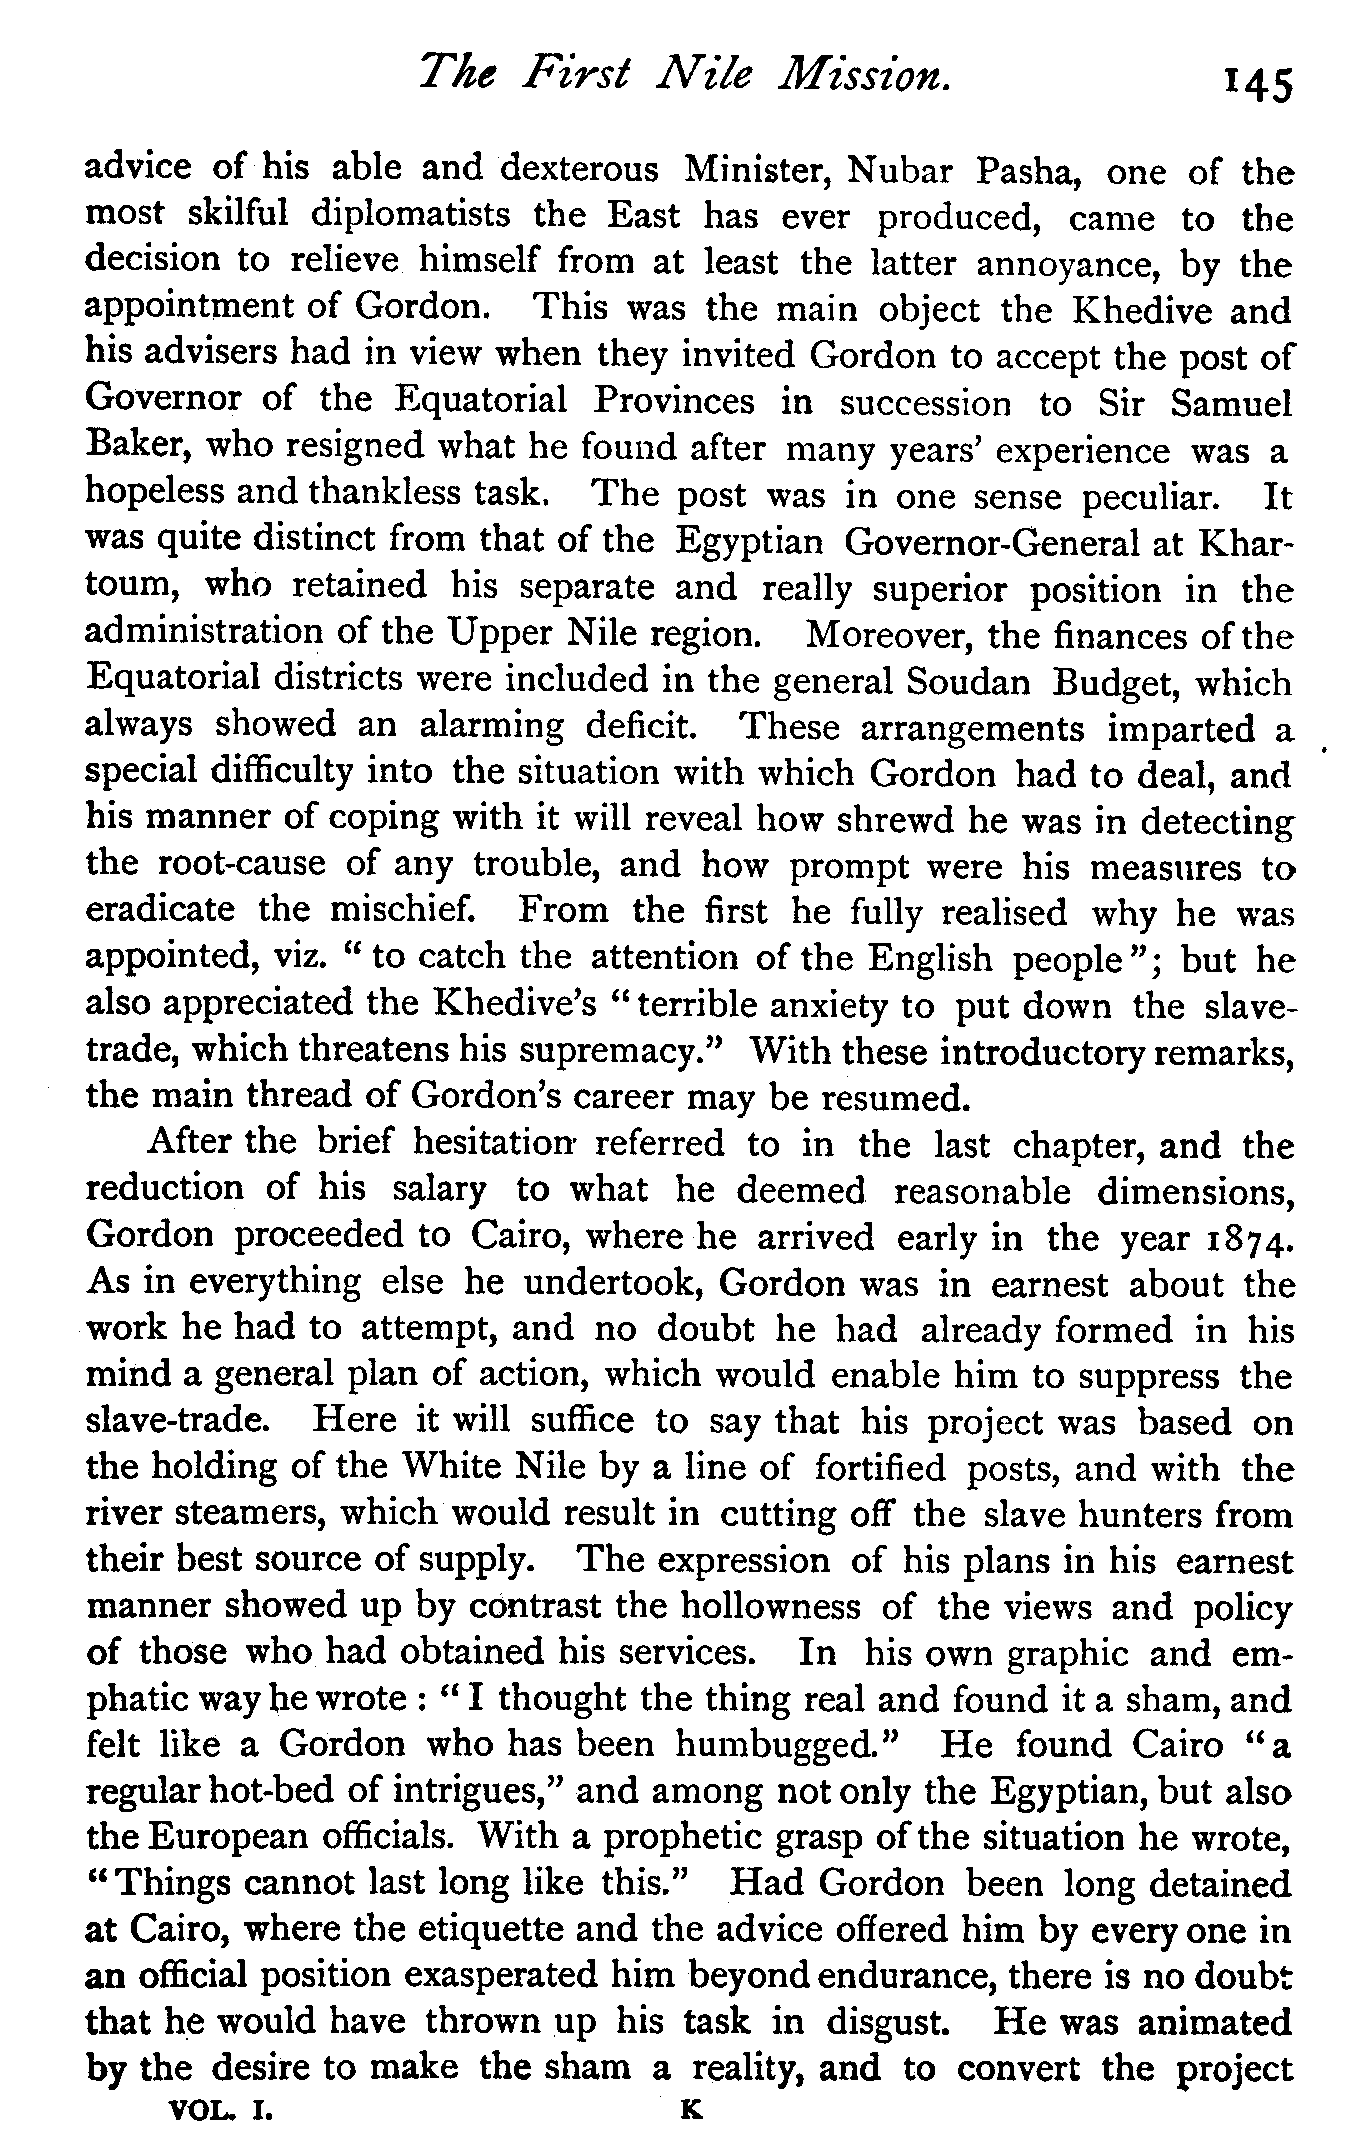 The First Nile Mission. 145
advice of his able and dexterous Minister, Nubar Pasha, one of the
most skilful diplomatists the East has ever produced, came to the
decision to relieve himself from at least the latter annoyance, by the
appointment of Gordon. This was the main object the Khedive and
his advisers had in view when they invited Gordon to accept the post of
Governor of the Equatorial Provinces in succession to Sir Samuel
Baker, who resigned what he found after many years' experience was a
hopeless and thankless task. The post was in one sense peculiar. It
was quite distinct from that of the Egyptian Governor-General at Khar-
toum, who retained his separate and really superior position in the
administration of the Upper Nile region. Moreover, the finances of the
Equatorial districts were included in the general Soudan Budget, which
always showed an alarming deficit. These arrangements imparted a
special difficulty into the situation with which Gordon had to deal, and
his manner of coping with it will reveal how shrewd he was in detecting
the root-cause of any trouble, and how prompt were his measures to
eradicate the mischief. From the first he fully realised why he was
appointed, viz. "to catch the attention of the English people"; but he
also appreciated the Khedive's "terrible anxiety to put down the slave-
trade, which threatens his supremacy." With these introductory remarks,
the main thread of Gordon's career may be resumed.
After the brief hesitation referred to in the last chapter, and the
reduction of his salary to what he deemed reasonable dimensions,
Gordon proceeded to Cairo, where he arrived early in the year 1874.
As in everything else he undertook, Gordon was in earnest about the
work he had to attempt, and no doubt he had already formed in his
mind a general plan of action, which would enable him to suppress the
slave-trade. Here it will suffice to say that his project was based on
the holding of the White Nile by a line of fortified posts, and with the
river steamers, which would result in cutting off the slave hunters from
their best source of supply. The expression of his plans in his earnest
manner showed up by contrast the hollowness of the views and policy
of those who had obtained his services. In his own graphic and em-
phatic way he wrote : "I thought the thing real and found it a sham, and
felt like a Gordon who has been humbugged." He found Cairo "a
regular hot-bed of intrigues," and among not only the Egyptian, but also
the European officials. With a prophetic grasp of the situation he wrote,
"Things cannot last long like this." Had Gordon been long detained
at Cairo, where the etiquette and the advice offered him by every one in
an official position exasperated him beyond endurance, there is no doubt
that he would have thrown up his task in disgust. He was animated
by the desire to make the sham a reality, and to convert the project
VOL. I. K